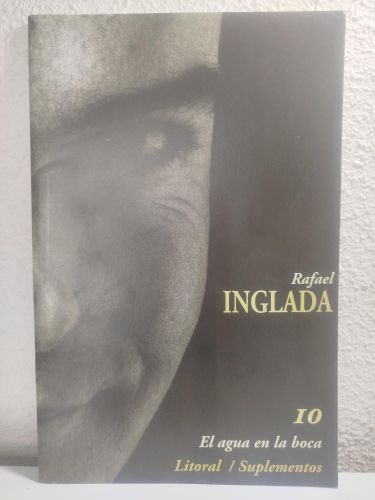 Rafael
INGLADA
10
El agua en la boca
Litoral / Suplementos